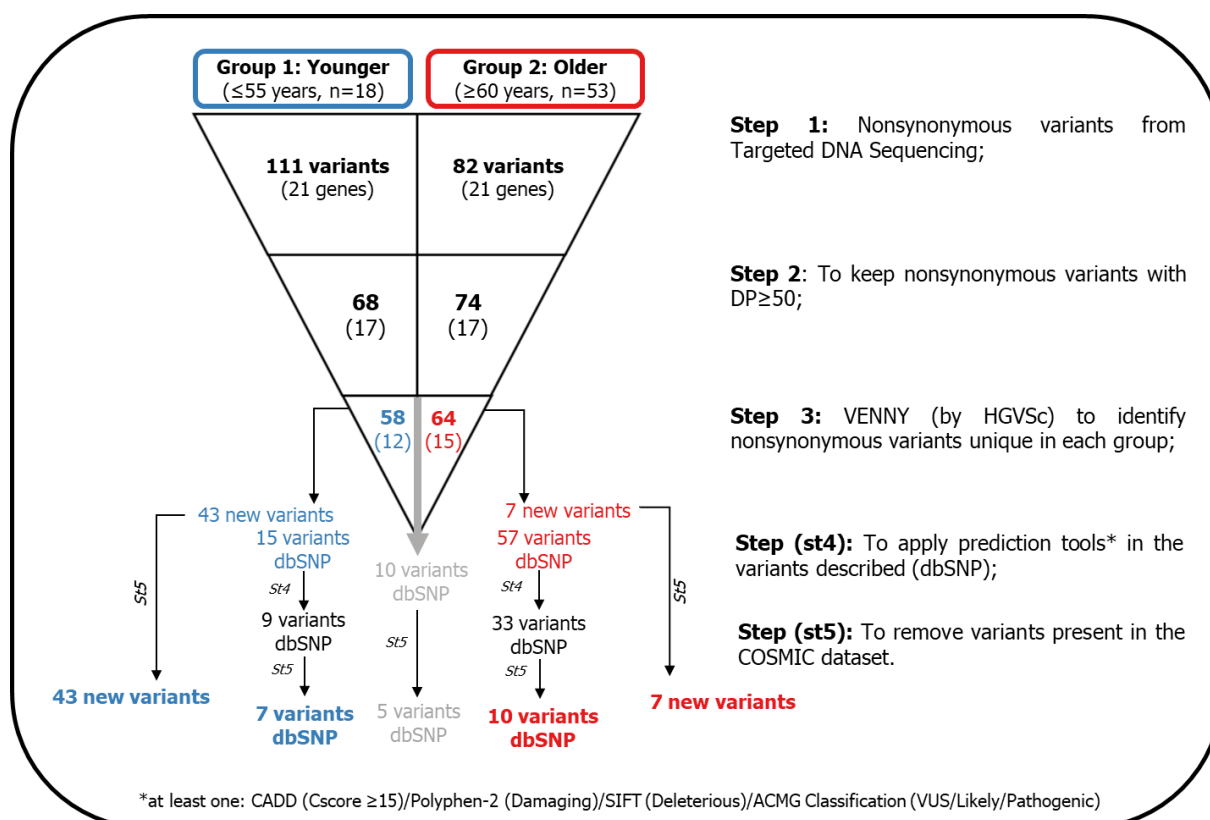 Group 1: Younger
(≤55 years, n=18)
Group 2: Older
(≥60 years, n=53)
111 variants
(21 genes)
82 variants
(21 genes)
Step 1: Nonsynonymous variants from
Targeted DNA Sequencing;
68
(17)
74
(17)
Step 2: To keep nonsynonymous variants with
DP≥50;
58
(12)
64
(15)
Step 3: VENNY (by HGVSc) to identify
nonsynonymous variants unique in each group;
43 new variants
15 variants
dbSNP
10 variants
dbSNP
7 new variants
57 variants
dbSNP
Step (st4): To apply prediction tools* in the
variants described (dbSNP);
St5
St4
St5
St4
St5
9 variants
dbSNP
33 variants
dbSNP
Step (st5): To remove variants present in the
COSMIC dataset.
St5
St5
43 new variants
7 variants
dbSNP
5 variants
dbSNP
10 variants
dbSNP
7 new variants
*at least one: CADD (Cscore ≥15)/Polyphen-2 (Damaging)/SIFT (Deleterious)/ACMG Classification (VUS/Likely/Pathogenic)